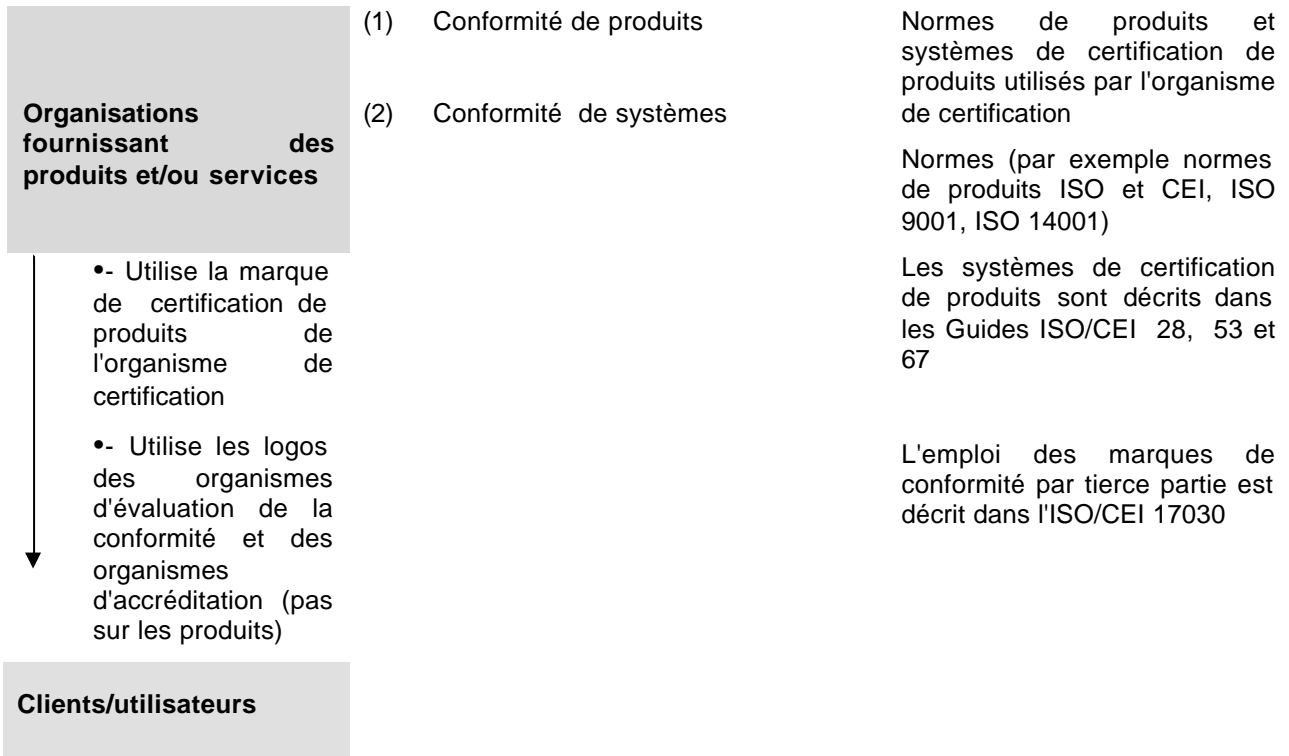 Organisations
fournissant des
produits et/ou services
•- Utilise la marque
de certification de
produits de
l'organisme de
certification
•- Utilise les logos
des organismes
d'évaluation de la
conformité et des
organismes
d'accréditation (pas
sur les produits)
Clients/utilisateurs
(1) Conformité de produits
(2) Conformité de systèmes
Normes de produits et
systèmes de certification de
produits utilisés par l'organisme
de certification
Normes (par exemple normes
de produits ISO et CEI, ISO
9001, ISO 14001)
Les systèmes de certification
de produits sont décrits dans
les Guides ISO/CEI 28, 53 et
67
L'emploi des marques de
conformité par tierce partie est
décrit dans l'ISO/CEI 17030